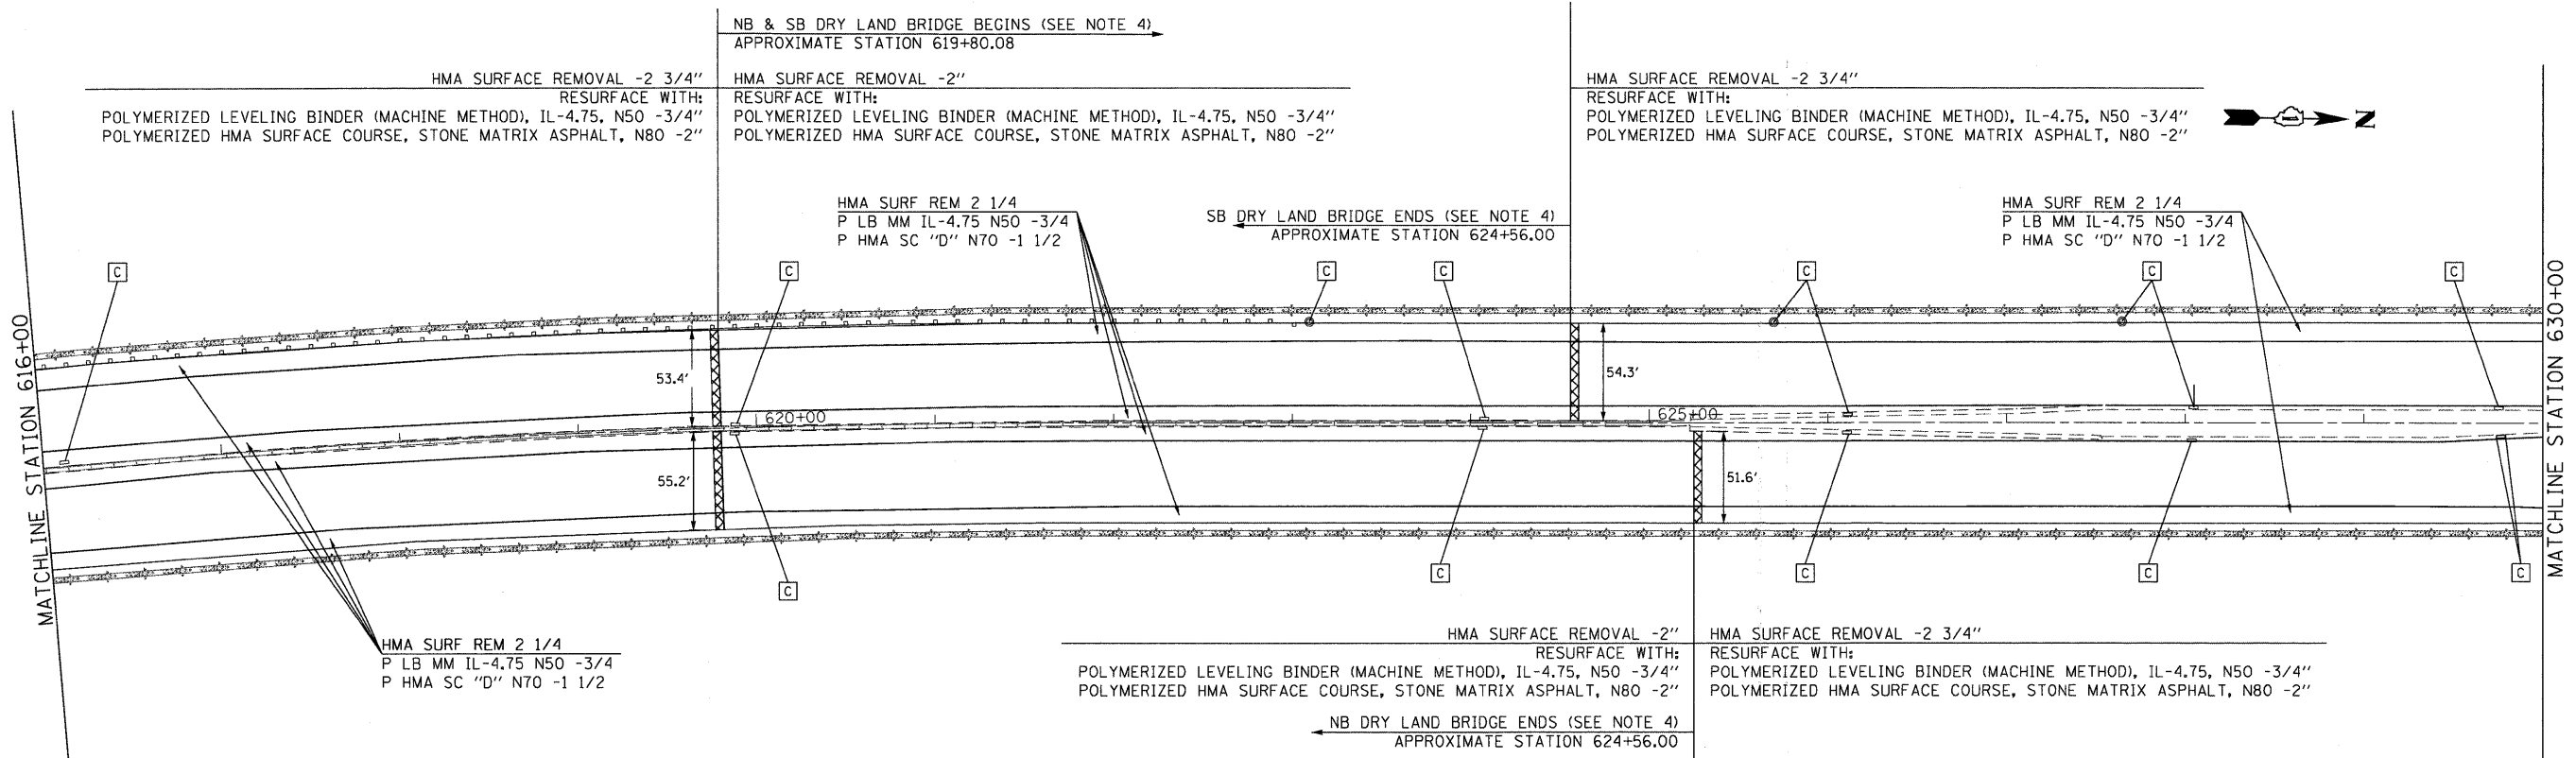 NB & SB DRY LAND BRIDGE BEGINS (SEE NOTE 4)
APPROXIMATE STATION 619+80.08
HMA SURFACE REMOVAL -2 3/4"
RESURFACE WITH:
POLYMERIZED LEVELING BINDER (MACHINE METHOD), IL-4.75, N50 -3/4"
POLYMERIZED HMA SURFACE COURSE, STONE MATRIX ASPHALT, N80 -2"
HMA SURFACE REMOVAL -2"
RESURFACE WITH:
POLYMERIZED LEVELING BINDER (MACHINE METHOD), IL-4.75, N50 -3/4"
POLYMERIZED HMA SURFACE COURSE, STONE MATRIX ASPHALT, N80 -2"
HMA SURFACE REMOVAL -2 3/4"
RESURFACE WITH:
POLYMERIZED LEVELING BINDER (MACHINE METHOD), IL-4.75, N50 -3/4"
POLYMERIZED HMA SURFACE COURSE, STONE MATRIX ASPHALT, N80 -2"
N
HMA SURF REM 2 1/4
P LB MM IL-4.75 N50 -3/4
P HMA SC "D" N70 -1 1/2
SB DRY LAND BRIDGE ENDS (SEE NOTE 4)
APPROXIMATE STATION 624+56.00
HMA SURF REM 2 1/4
P LB MM IL-4.75 N50 -3/4
P HMA SC "D" N70 -1 1/2
C
C
C
C
C
C
C
MATCHLINE STATION 616+00
53.4'
54.3'
620+00
625+00
55.2'
51.6'
MATCHLINE STATION 630+00
C
C
C
C
C
HMA SURF REM 2 1/4
P LB MM IL-4.75 N50 -3/4
P HMA SC "D" N70 -1 1/2
HMA SURFACE REMOVAL -2"
RESURFACE WITH:
POLYMERIZED LEVELING BINDER (MACHINE METHOD), IL-4.75, N50 -3/4"
POLYMERIZED HMA SURFACE COURSE, STONE MATRIX ASPHALT, N80 -2"
HMA SURFACE REMOVAL -2 3/4"
RESURFACE WITH:
POLYMERIZED LEVELING BINDER (MACHINE METHOD), IL-4.75, N50 -3/4"
POLYMERIZED HMA SURFACE COURSE, STONE MATRIX ASPHALT, N80 -2"
NB DRY LAND BRIDGE ENDS (SEE NOTE 4)
APPROXIMATE STATION 624+56.00